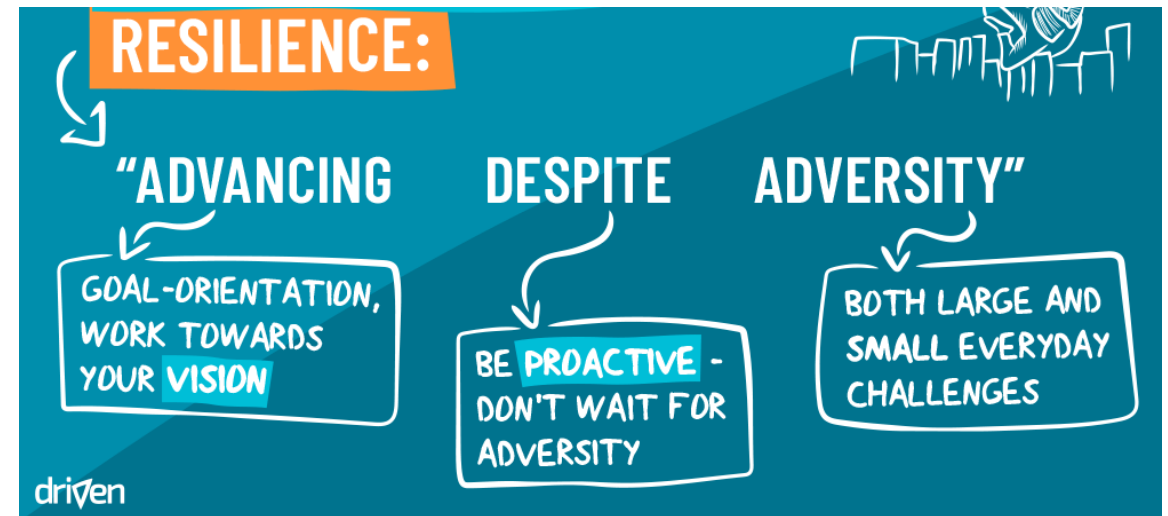 RESILIENCE:
“ADVANCING DESPITE ADVERSITY”
GOAL-ORIENTATION,
WORK TOWARDS
YOUR VISION
BE PROACTIVE -
DON'T WAIT FOR
ADVERSITY
BOTH LARGE AND
SMALL EVERYDAY
CHALLENGES
driven